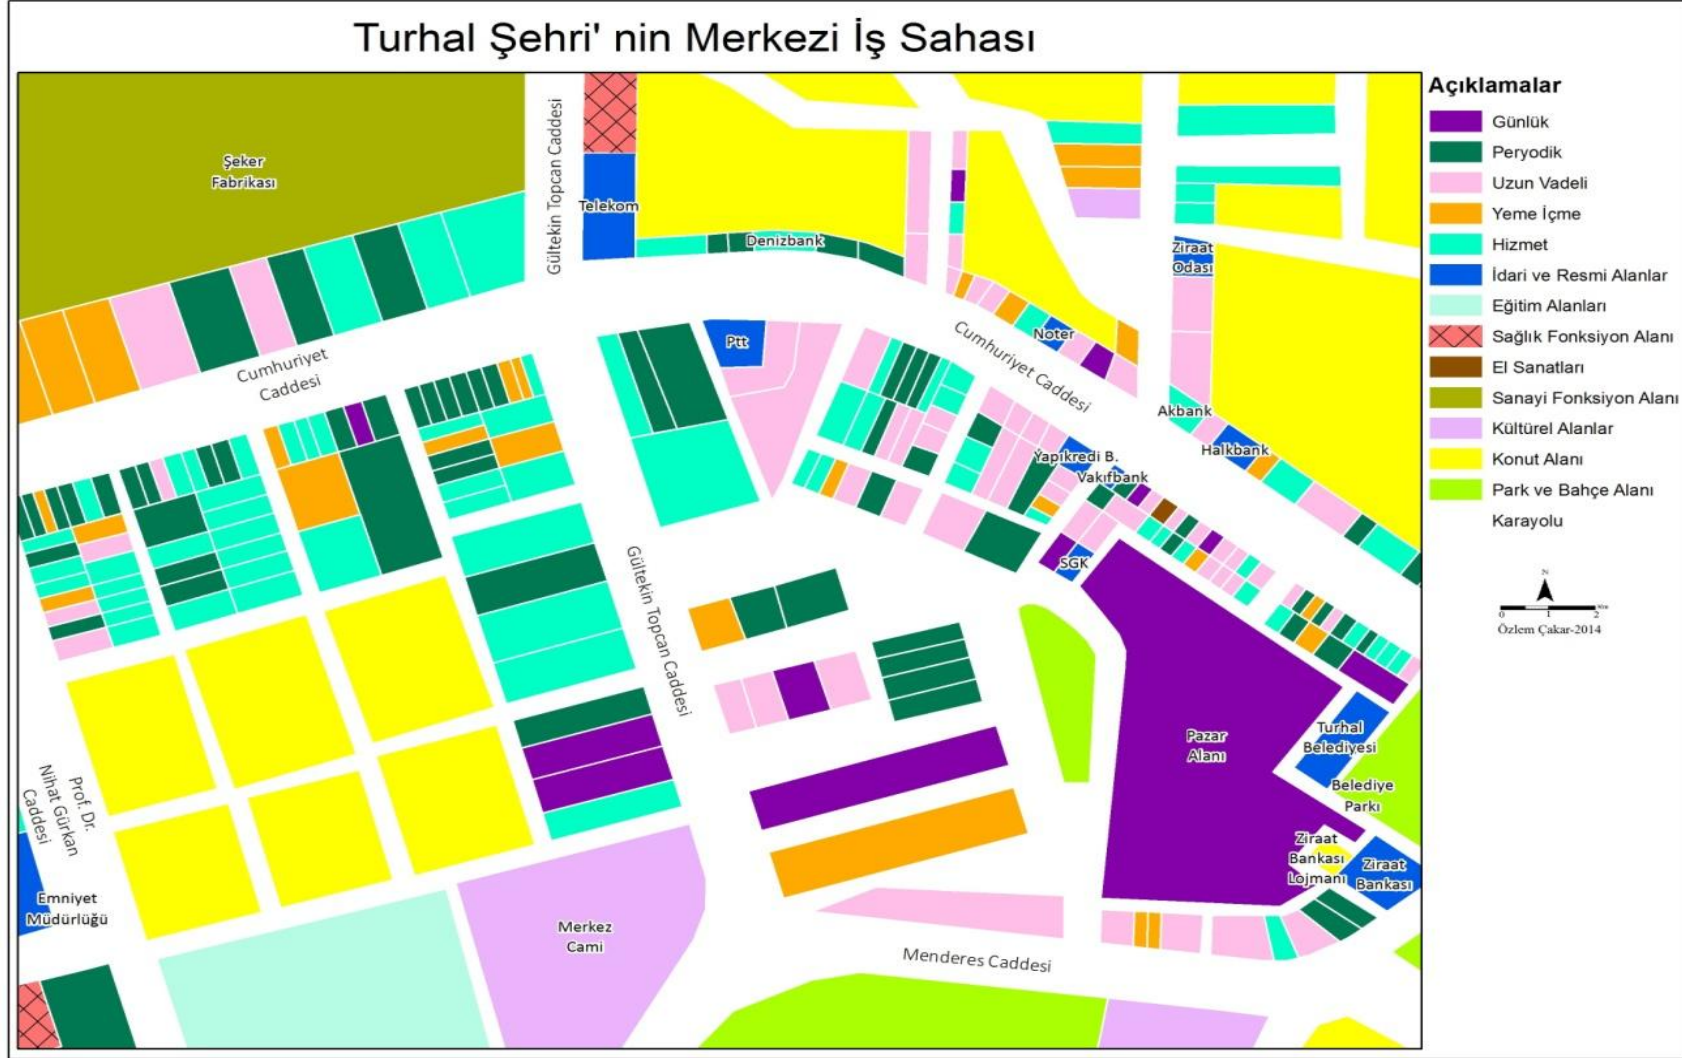 Turhal Şehri' nin Merkezi İş Sahası
Açıklamalar
Günlük
Peryodik
Uzun Vadeli
Yeme İçme
Hizmet
İdari ve Resmi Alanlar
Eğitim Alanları
Sağlık Fonksiyon Alanı
El Sanatları
Sanayi Fonksiyon Alanı
Kültürel Alanlar
Konut Alanı
Park ve Bahçe Alanı
Karayolu
N
0 1 2
Özlem Çakar-2014
Şeker
Fabrikası
Gültekin Topcan Caddesi
Telekom
Denizbank
Ziraat
Odası
Cumhuriyet
Caddesi
Ptt
Noter
Cumhuriyet Caddesi
Akbank
Halkbank
Yapıkredi B.
Vakıfbank
SGK
Gültekin Topcan Caddesi
Pazar
Alanı
Turhal
Belediyesi
Belediye
Parkı
Ziraat
Bankası
Lojmanı
Ziraat
Bankası
Prof. Dr.
Nihat Gürkan
Caddesi
Emniyet
Müdürlüğü
Merkez
Cami
Menderes Caddesi